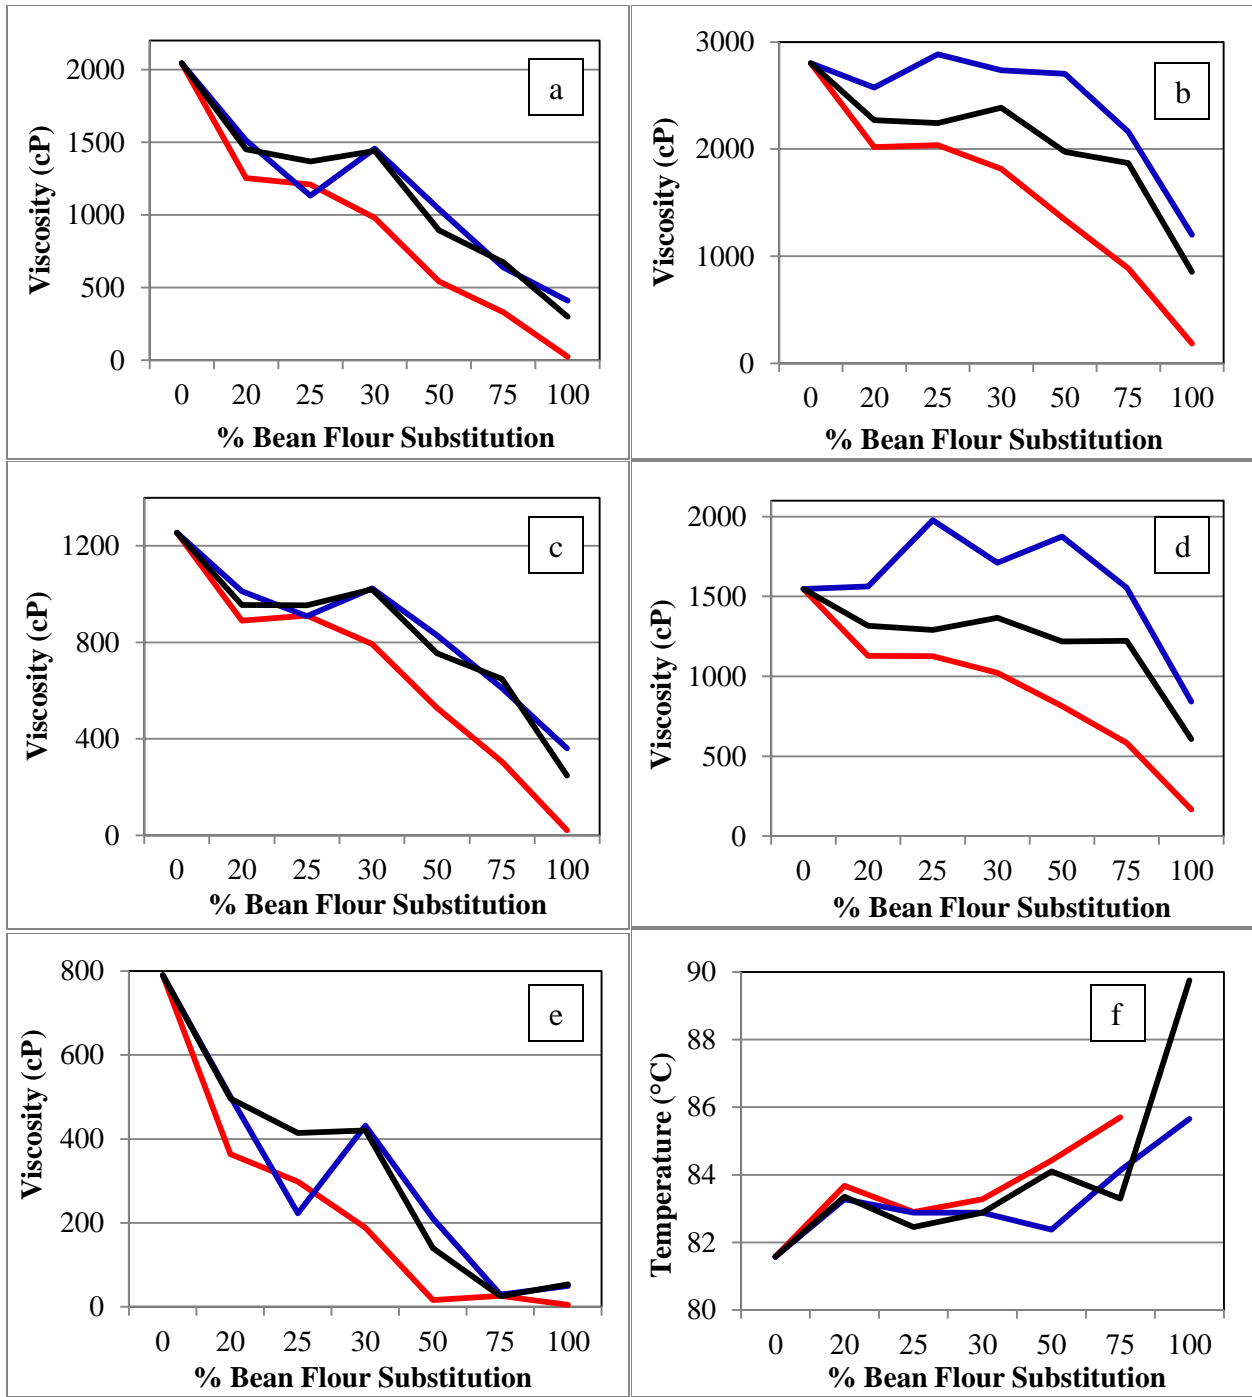 a
Viscosity (cP)
2000
1500
1000
500
0
0 20 25 30 50 75 100
% Bean Flour Substitution
b
Viscosity (cP)
3000
2000
1000
0
0 20 25 30 50 75 100
% Bean Flour Substitution
c
Viscosity (cP)
1200
800
400
0
0 20 25 30 50 75 100
% Bean Flour Substitution
d
Viscosity (cP)
2000
1500
1000
500
0
0 20 25 30 50 75 100
% Bean Flour Substitution
e
Viscosity (cP)
800
600
400
200
0
0 20 25 30 50 75 100
% Bean Flour Substitution
f
Temperature (°C)
90
88
86
84
82
80
0 20 25 30 50 75 100
% Bean Flour Substitution